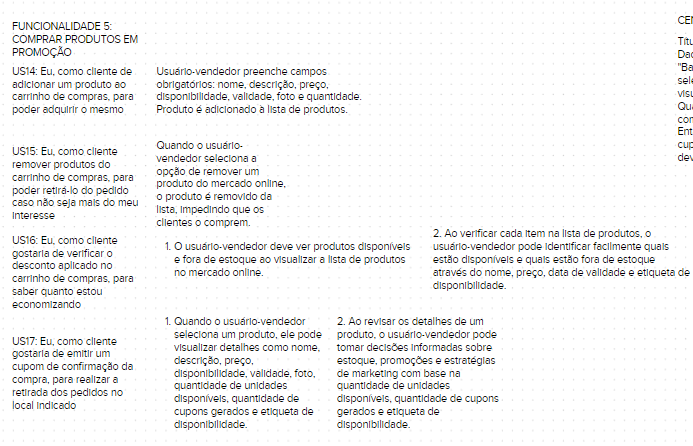 FUNCIONALIDADE 5:
COMPRAR PRODUTOS EM
PROMOÇÃO
US14: Eu, como cliente de
adicionar um produto ao
carrinho de compras, para
poder adquirir o mesmo
Usuário-vendedor preenche campos
obrigatórios: nome, descrição, preço,
disponibilidade, validade, foto e quantidade.
Produto é adicionado à lista de produtos.
US15: Eu, como cliente
remover produtos do
carrinho de compras, para
poder retirá-lo do pedido
caso não seja mais do meu
interesse
Quando o usuário-
vendedor seleciona a
opção de remover um
produto do mercado online,
o produto é removido da
lista, impedindo que os
clientes o comprem.
US16: Eu, como cliente
gostaria de verificar o
desconto aplicado no
carrinho de compras, para
saber quanto estou
economizando
1. O usuário-vendedor deve ver produtos disponíveis
e fora de estoque ao visualizar a lista de produtos
no mercado online.
2. Ao verificar cada item na lista de produtos, o
usuário-vendedor pode identificar facilmente quais
estão disponíveis e quais estão fora de estoque
através do nome, preço, data de validade e etiqueta de
disponibilidade.
US17: Eu, como cliente
gostaria de emitir um
cupom de confirmação da
compra, para realizar a
retirada dos pedidos no
local indicado
1. Quando o usuário-vendedor
seleciona um produto, ele pode
visualizar detalhes como nome,
descrição, preço,
disponibilidade, validade, foto,
quantidade de unidades
disponíveis, quantidade de
cupons gerados e etiqueta de
disponibilidade.
2. Ao revisar os detalhes de um
produto, o usuário-vendedor pode
tomar decisões informadas sobre
estoque, promoções e estratégias
de marketing com base na
quantidade de unidades
disponíveis, quantidade de cupons
gerados e etiqueta de
disponibilidade.
CEN
Títu
Dad
"Ba
sele
visu
Qua
con
Ent
cup
dev